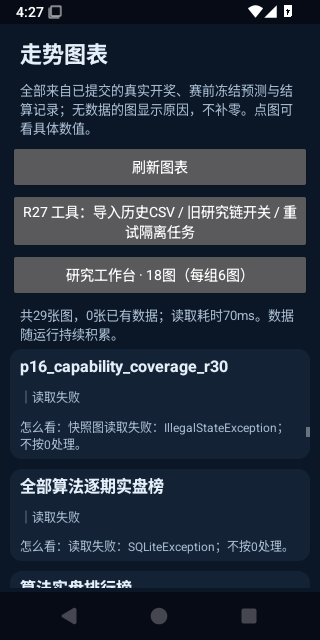 4:27
走势图表
全部来自已提交的真实开奖、赛前冻结预测与结
算记录；无数据的图显示原因，不补零。点图可
看具体数值。
刷新图表
R27 工具：导入历史CSV / 旧研究链开关 / 重
试隔离任务
研究工作台 · 18图（每组6图）
共29张图，0张已有数据；读取耗时70ms。数据
随运行持续积累。
p16_capability_coverage_r30
读取失败
怎么看：快照图读取失败：IllegalStateException；
不按0处理。
全部算法逐期实盘榜
读取失败
怎么看：读取失败：SQLiteException；不按0处理。
算法实盘排行榜